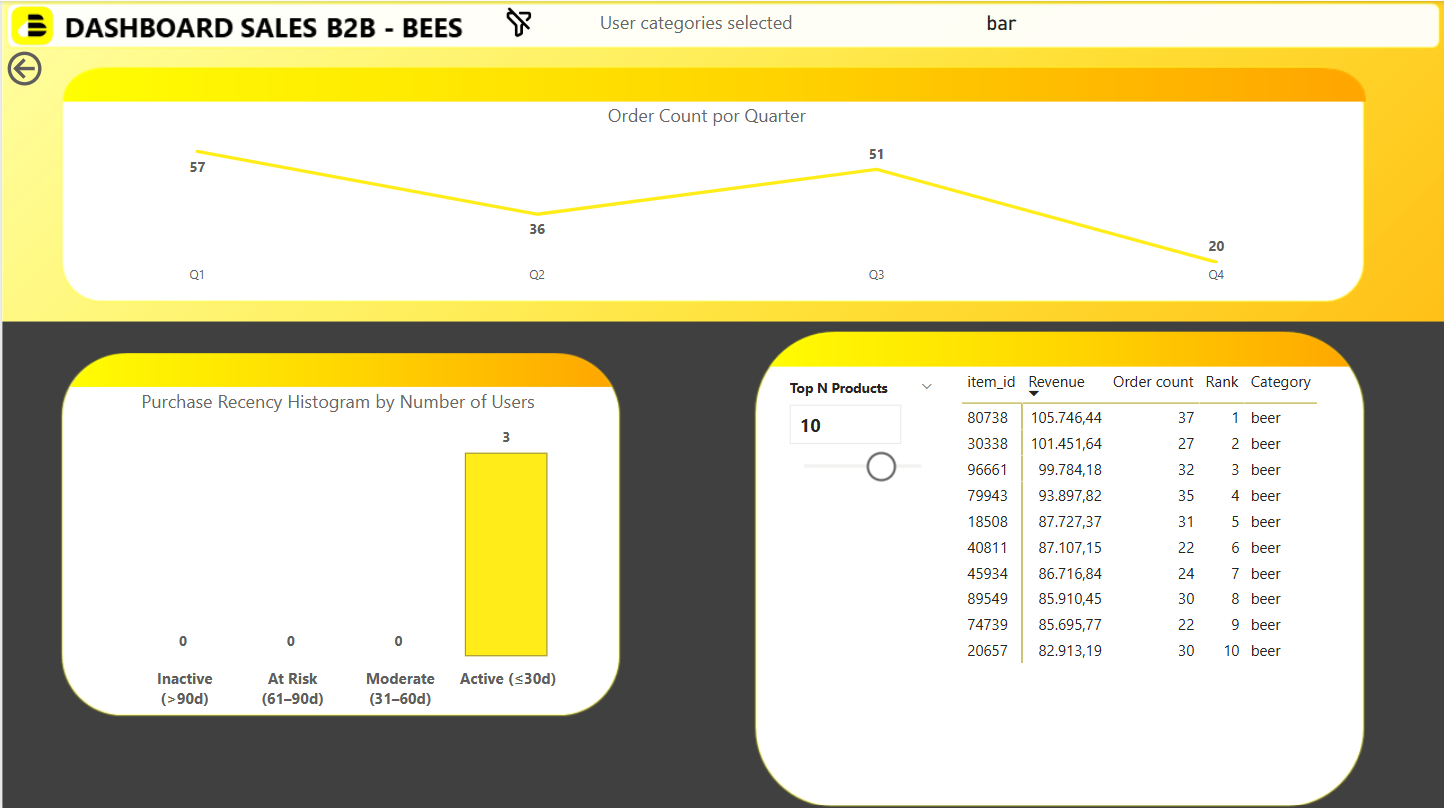 DASHBOARD SALES B2B - BEES
User categories selected
bar
Order Count por Quarter
57
36
51
20
Q1 Q2 Q3 Q4
Purchase Recency Histogram by Number of Users
0 0 0 3
Inactive (>90d)
At Risk (61–90d)
Moderate (31–60d)
Active (≤30d)
Top N Products
10
item_id Revenue Order count Rank Category
80738 105.746,44 37 1 beer
30338 101.451,64 27 2 beer
96661 99.784,18 32 3 beer
79943 93.897,82 35 4 beer
18508 87.727,37 31 5 beer
40811 87.107,15 22 6 beer
45934 86.716,84 24 7 beer
89549 85.910,45 30 8 beer
74739 85.695,77 22 9 beer
20657 82.913,19 30 10 beer